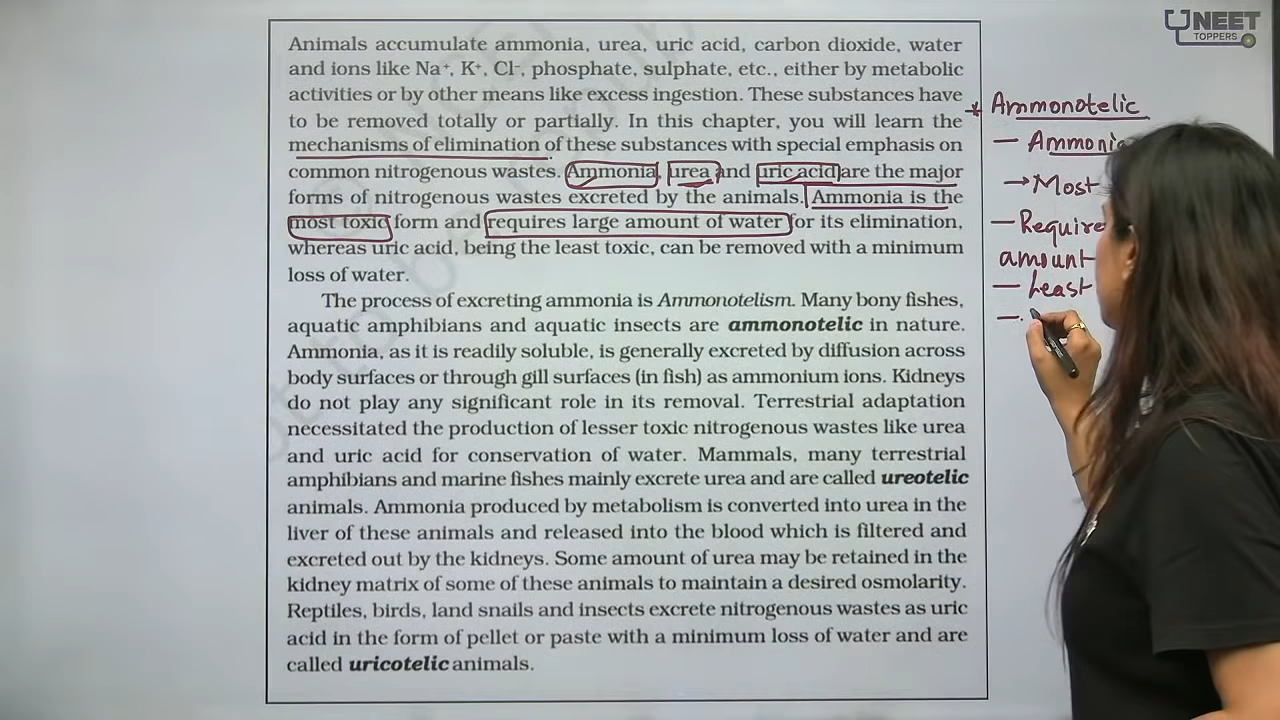 NEET
TOPPERS
Animals accumulate ammonia, urea, uric acid, carbon dioxide, water
and ions like Na⁺, K⁺, Cl⁻, phosphate, sulphate, etc., either by metabolic
activities or by other means like excess ingestion. These substances have
to be removed totally or partially. In this chapter, you will learn the
mechanisms of elimination of these substances with special emphasis on
common nitrogenous wastes. Ammonia, urea and uric acid are the major
forms of nitrogenous wastes excreted by the animals. Ammonia is the
most toxic form and requires large amount of water for its elimination,
whereas uric acid, being the least toxic, can be removed with a minimum
loss of water.
The process of excreting ammonia is Ammonotelism. Many bony fishes,
aquatic amphibians and aquatic insects are ammonotelic in nature.
Ammonia, as it is readily soluble, is generally excreted by diffusion across
body surfaces or through gill surfaces (in fish) as ammonium ions. Kidneys
do not play any significant role in its removal. Terrestrial adaptation
necessitated the production of lesser toxic nitrogenous wastes like urea
and uric acid for conservation of water. Mammals, many terrestrial
amphibians and marine fishes mainly excrete urea and are called ureotelic
animals. Ammonia produced by metabolism is converted into urea in the
liver of these animals and released into the blood which is filtered and
excreted out by the kidneys. Some amount of urea may be retained in the
kidney matrix of some of these animals to maintain a desired osmolarity.
Reptiles, birds, land snails and insects excrete nitrogenous wastes as uric
acid in the form of pellet or paste with a minimum loss of water and are
called uricotelic animals.
* Ammonotelic
— Ammonia
→ Most
— Require
amount
— Least
—